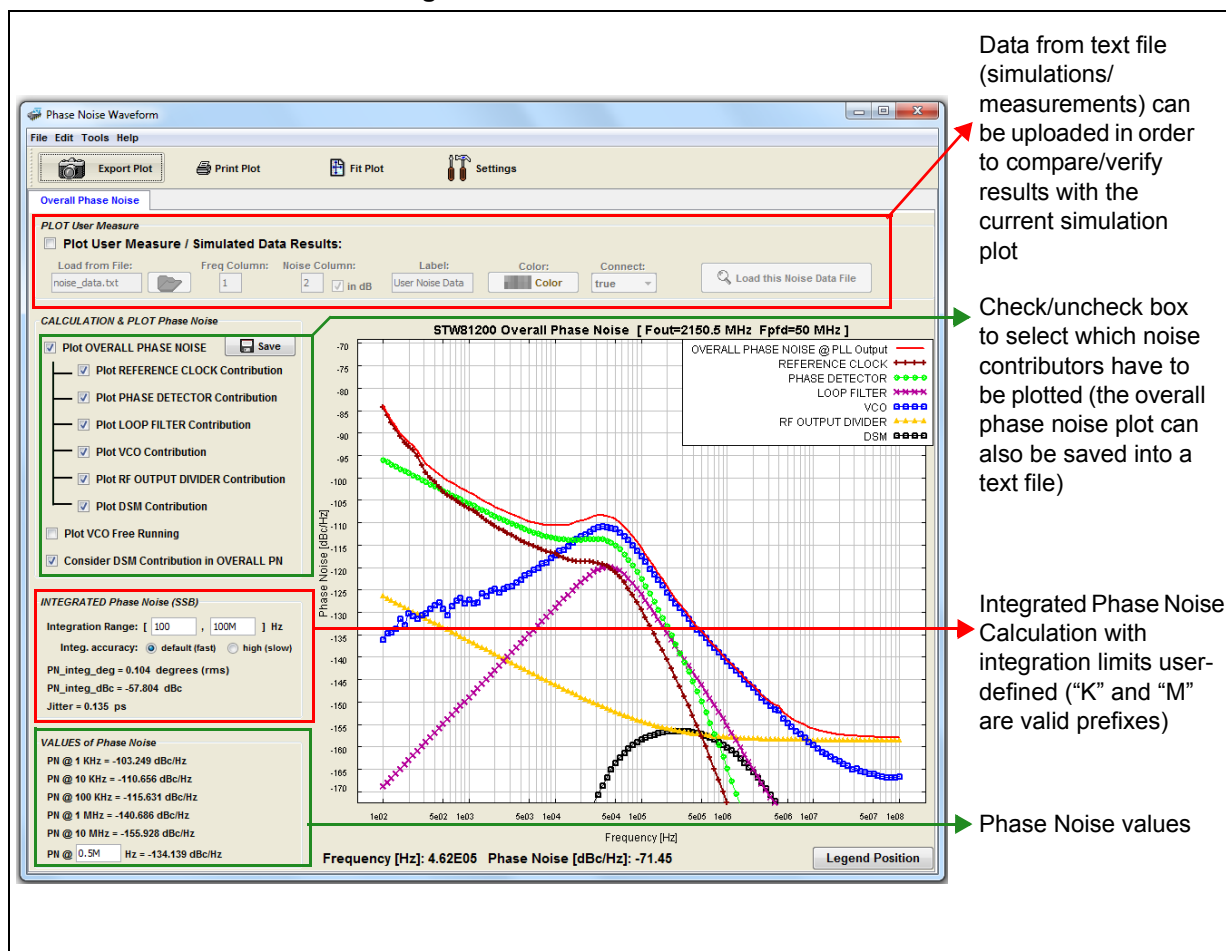 Phase Noise Waveform
File Edit Tools Help
Export Plot
Print Plot
Fit Plot
Settings
Overall Phase Noise
PLOT User Measure
Plot User Measure / Simulated Data Results:
Load from File:
Freq Column:
Noise Column:
Label:
Color:
Connect:
noise_data.txt
1
2
in dB
User Noise Data
Color
true
Load this Noise Data File
CALCULATION & PLOT Phase Noise
Plot OVERALL PHASE NOISE
Save
Plot REFERENCE CLOCK Contribution
Plot PHASE DETECTOR Contribution
Plot LOOP FILTER Contribution
Plot VCO Contribution
Plot RF OUTPUT DIVIDER Contribution
Plot DSM Contribution
Plot VCO Free Running
Consider DSM Contribution in OVERALL PN
INTEGRATED Phase Noise (SSB)
Integration Range: [ 100 , 100M ] Hz
Integ. accuracy: default (fast) high (slow)
PN_integ_deg = 0.104 degrees (rms)
PN_integ_dBc = -57.804 dBc
Jitter = 0.135 ps
VALUES of Phase Noise
PN @ 1 KHz = -103.249 dBc/Hz
PN @ 10 KHz = -110.656 dBc/Hz
PN @ 100 KHz = -115.631 dBc/Hz
PN @ 1 MHz = -140.686 dBc/Hz
PN @ 10 MHz = -155.928 dBc/Hz
PN @ 0.5M Hz = -134.139 dBc/Hz
STW81200 Overall Phase Noise [ Fout=2150.5 MHz Fpfd=50 MHz ]
OVERALL PHASE NOISE @ PLL Output
REFERENCE CLOCK
PHASE DETECTOR
LOOP FILTER
VCO
RF OUTPUT DIVIDER
DSM
Phase Noise [dBc/Hz]
-70
-75
-80
-85
-90
-95
-100
-105
-110
-115
-120
-125
-130
-135
-140
-145
-150
-155
-160
-165
-170
1e02
5e02
1e03
5e03
1e04
5e04
1e05
5e05
1e06
5e06
1e07
5e07
1e08
Frequency [Hz]
Frequency [Hz]: 4.62E05 Phase Noise [dBc/Hz]: -71.45
Legend Position
Data from text file
(simulations/
measurements) can
be uploaded in order
to compare/verify
results with the
current simulation
plot
Check/uncheck box
to select which noise
contributors have to
be plotted (the overall
phase noise plot can
also be saved into a
text file)
Integrated Phase Noise
Calculation with
integration limits user-
defined (“K” and “M”
are valid prefixes)
Phase Noise values